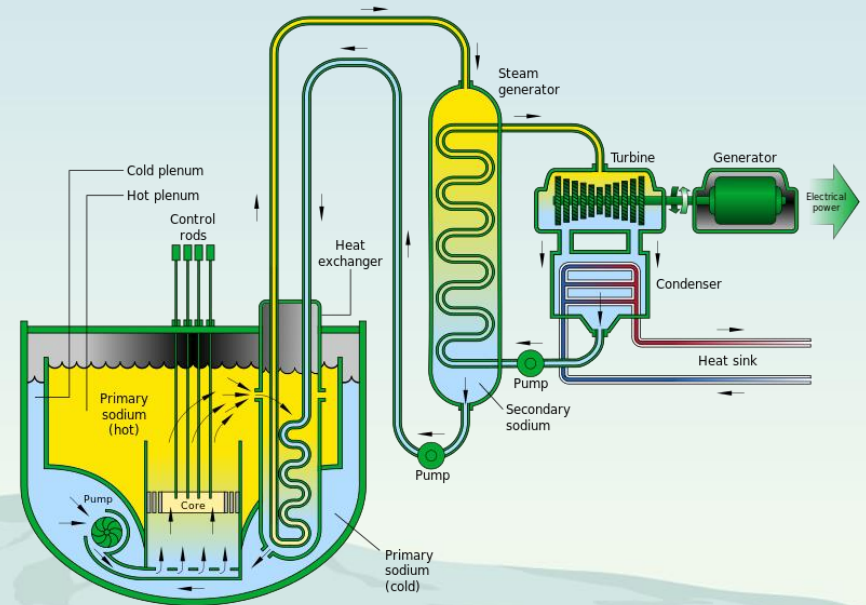 Steam
generator
Cold plenum
Hot plenum
Control
rods
Heat
exchanger
Turbine
Generator
Electrical
power
Condenser
Heat sink
Pump
Secondary
sodium
Pump
Primary
sodium
(hot)
Pump
Core
Primary
sodium
(cold)